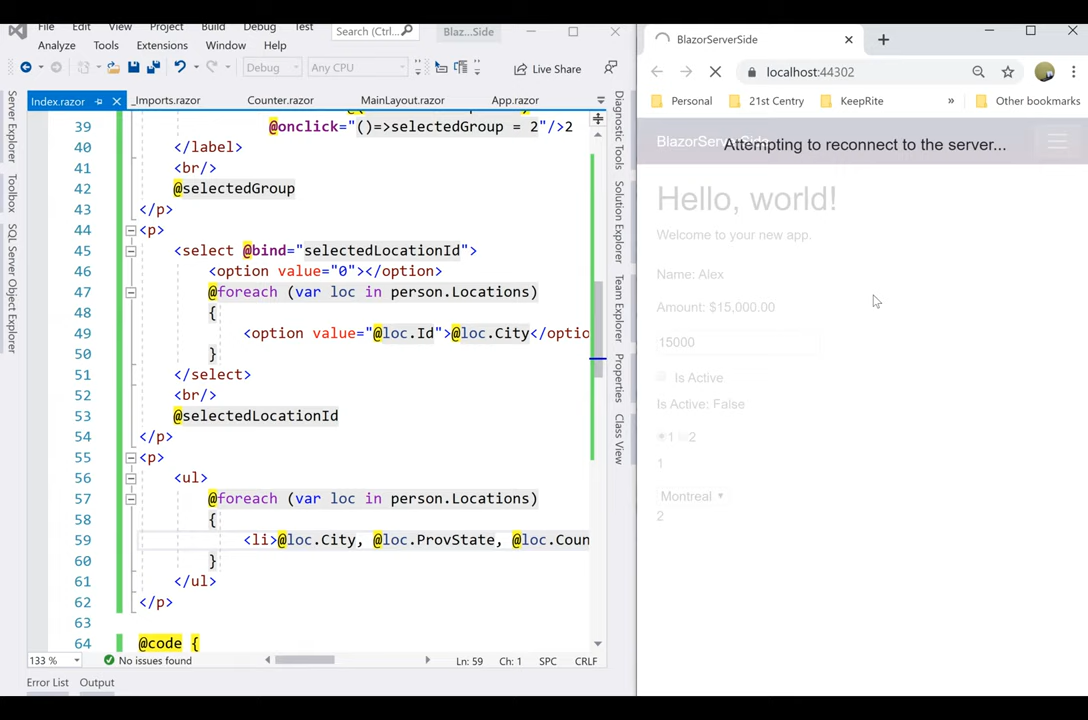 File Edit View Project Build Debug Test
Search (Ctrl...
Blaz...Side
Analyze Tools Extensions Window Help
Debug Any CPU Live Share
Index.razor _Imports.razor Counter.razor MainLayout.razor App.razor
Server Explorer
Toolbox
SQL Server Object Explorer
39 @onclick="()=>selectedGroup = 2"/>2
40 </label>
41 <br/>
42 @selectedGroup
43 </p>
44 <p>
45 <select @bind="selectedLocationId">
46 <option value="0"></option>
47 @foreach (var loc in person.Locations)
48 {
49 <option value="@loc.Id">@loc.City</optio
50 }
51 </select>
52 <br/>
53 @selectedLocationId
54 </p>
55 <p>
56 <ul>
57 @foreach (var loc in person.Locations)
58 {
59 <li>@loc.City, @loc.ProvState, @loc.Coun
60 }
61 </ul>
62 </p>
63
64 @code {
133 % No issues found Ln: 59 Ch: 1 SPC CRLF
Error List Output
Diagnostic Tools
Solution Explorer
Team Explorer
Properties
Class View
BlazorServerSide
localhost:44302
Personal 21st Centry KeepRite » Other bookmarks
BlazorServerSide
Attempting to reconnect to the server...
Hello, world!
Welcome to your new app.
Name: Alex
Amount: $15,000.00
15000
Is Active
Is Active: False
1 2
1
Montreal
2